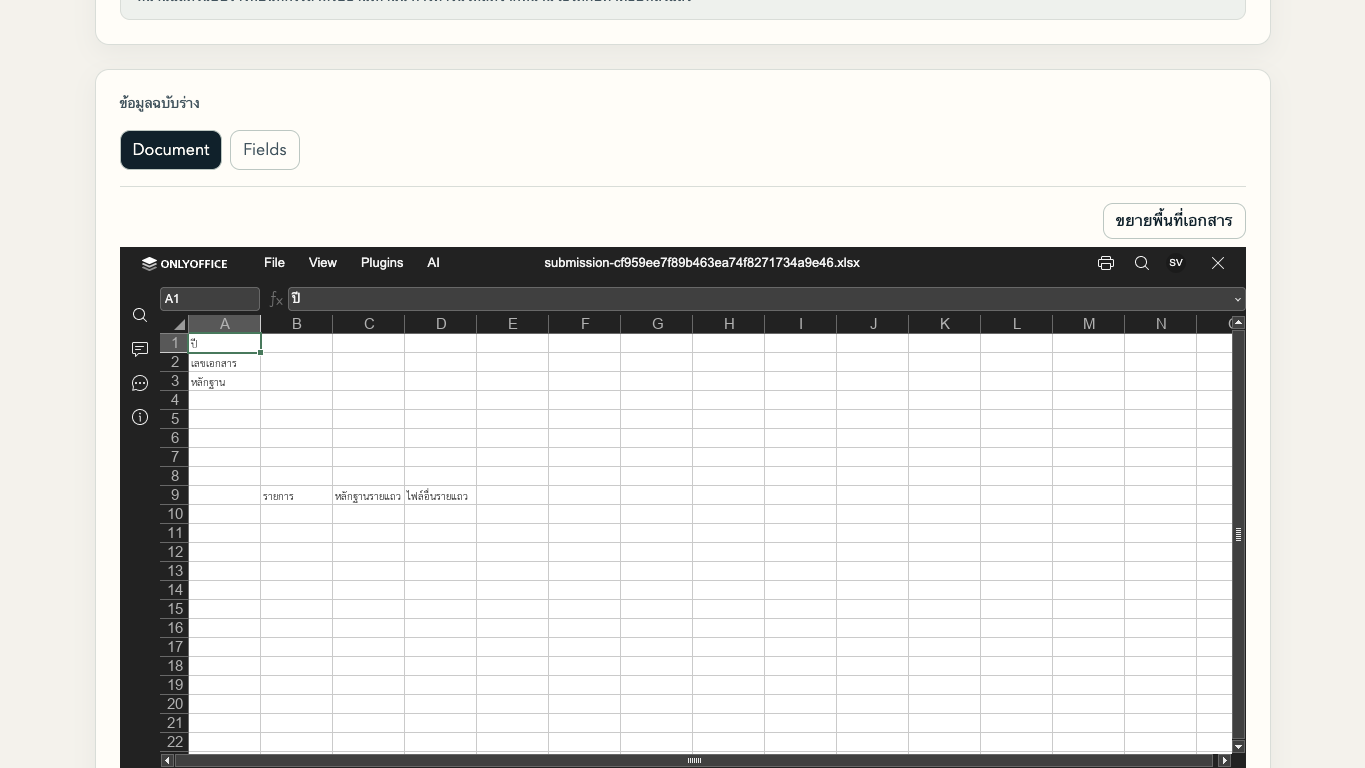 ข้อมูลฉบับร่าง
Document Fields
ขยายพื้นที่เอกสาร
ONLYOFFICE File View Plugins AI submission-cf959ee7f89b463ea74f8271734a9e46.xlsx SV
A1 fx ปี
A B C D E F G H I J K L M N
1 ปี
2 เลขเอกสาร
3 หลักฐาน
4
5
6
7
8
9 รายการ หลักฐานรายแถว ไฟล์อื่นรายแถว
10
11
12
13
14
15
16
17
18
19
20
21
22